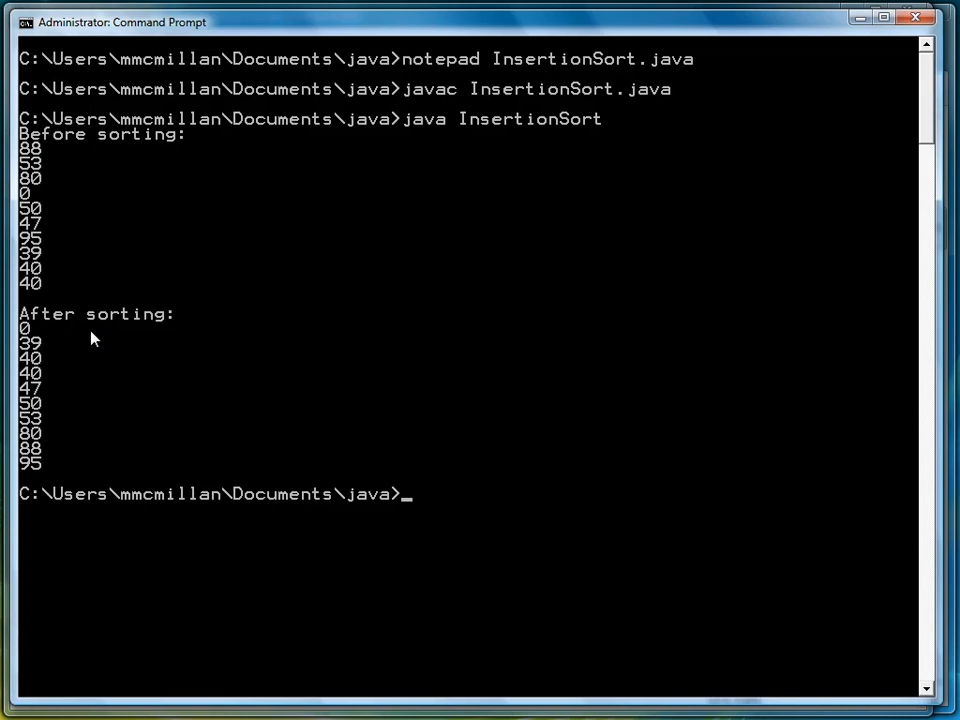 Administrator: Command Prompt
C:\Users\mmcmillan\Documents\java>notepad InsertionSort.java
C:\Users\mmcmillan\Documents\java>javac InsertionSort.java
C:\Users\mmcmillan\Documents\java>java InsertionSort
Before sorting:
88
53
80
0
50
47
95
39
40
40
After sorting:
0
39
40
40
47
50
53
80
88
95
C:\Users\mmcmillan\Documents\java>_